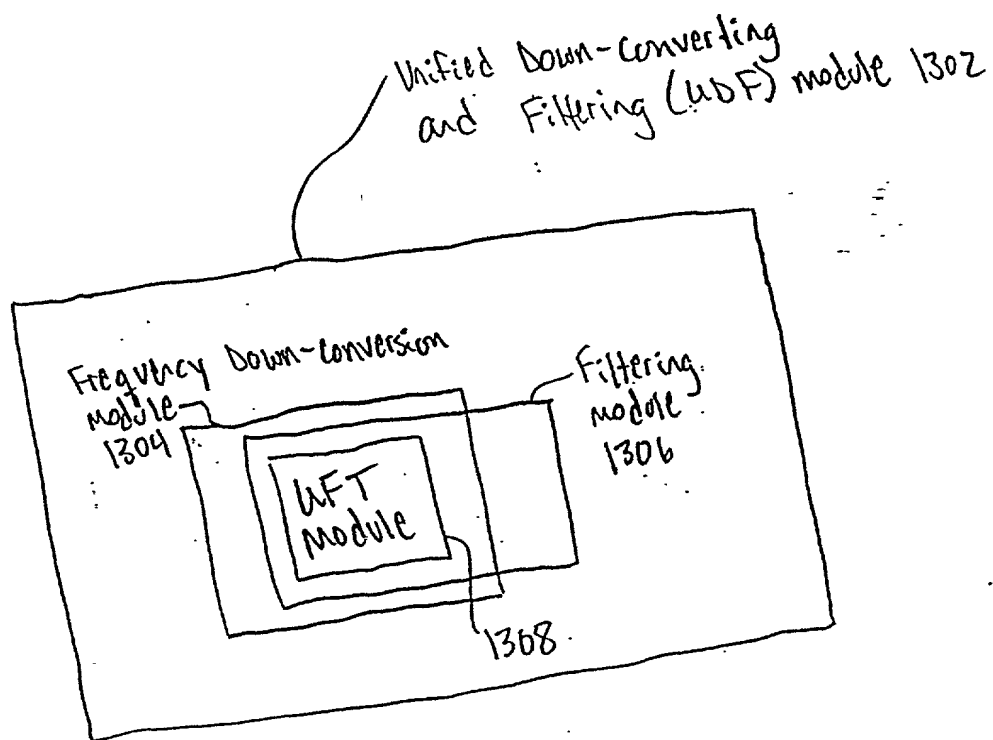 Unified Down-Converting
and Filtering (UDF) module 1302
Frequency Down-conversion
module
1304
Filtering
module
1306
UFT
module
1308